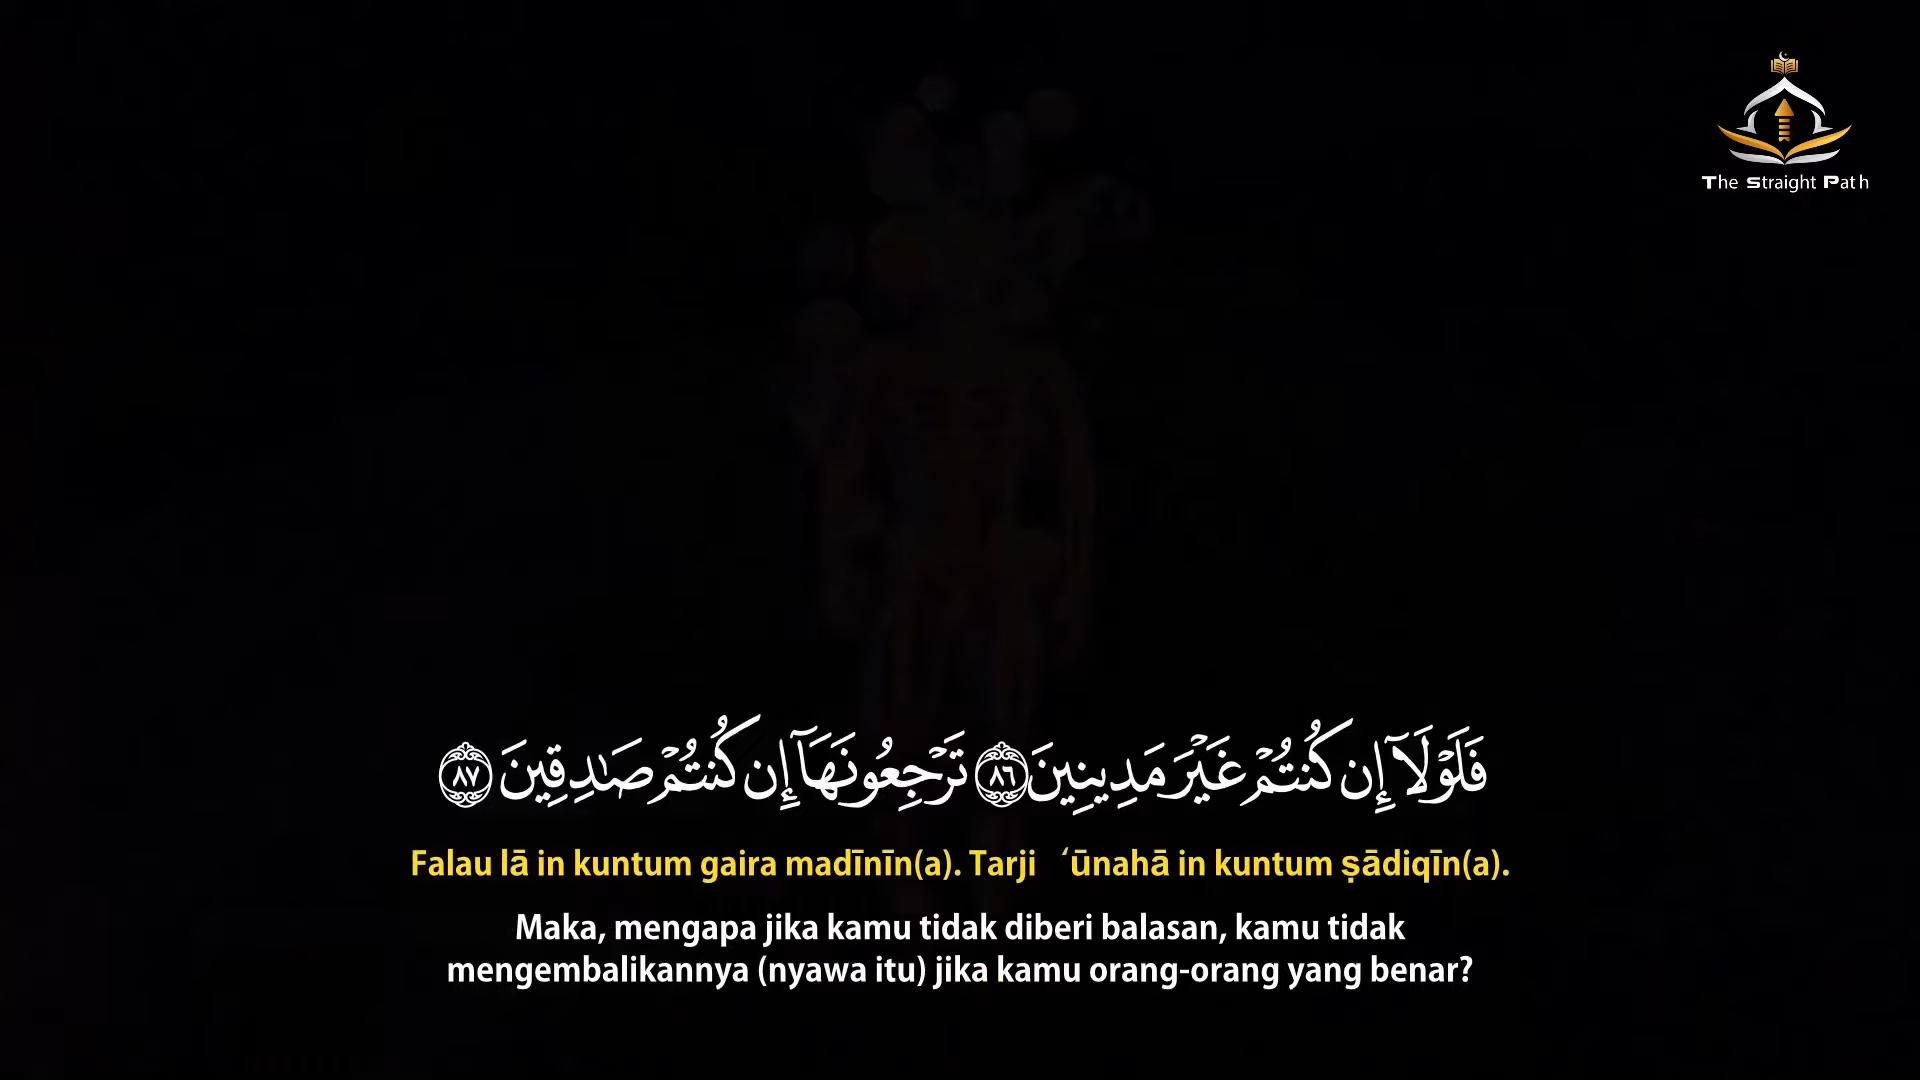 The Straight Path
فَلَوْلَآ إِن كُنتُمْ غَيْرَ مَدِينِينَ ٨٦ تَرْجِعُونَهَآ إِن كُنتُمْ صَـٰدِقِينَ ٨٧
Falau lā in kuntum gaira madīnīn(a). Tarji ‘ūnahā in kuntum ṣādiqīn(a).
Maka, mengapa jika kamu tidak diberi balasan, kamu tidak
mengembalikannya (nyawa itu) jika kamu orang-orang yang benar?